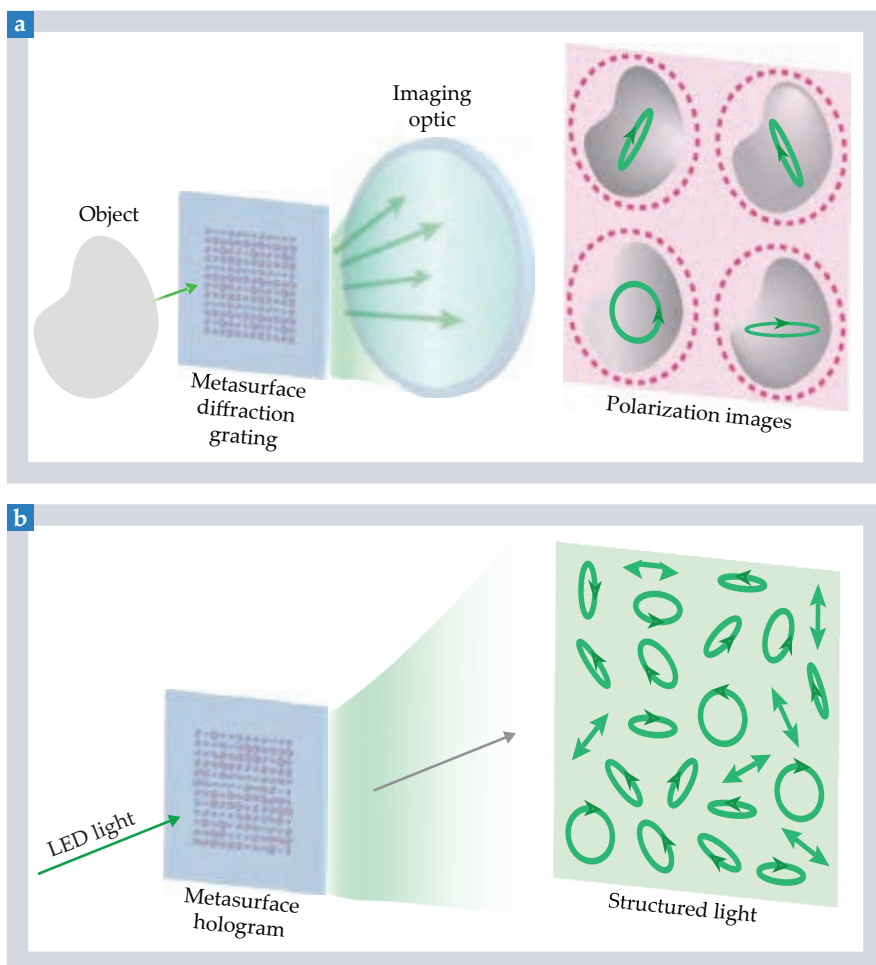 a
Imaging
optic
Object
Metasurface
diffraction
grating
Polarization images
b
LED light
Metasurface
hologram
Structured light